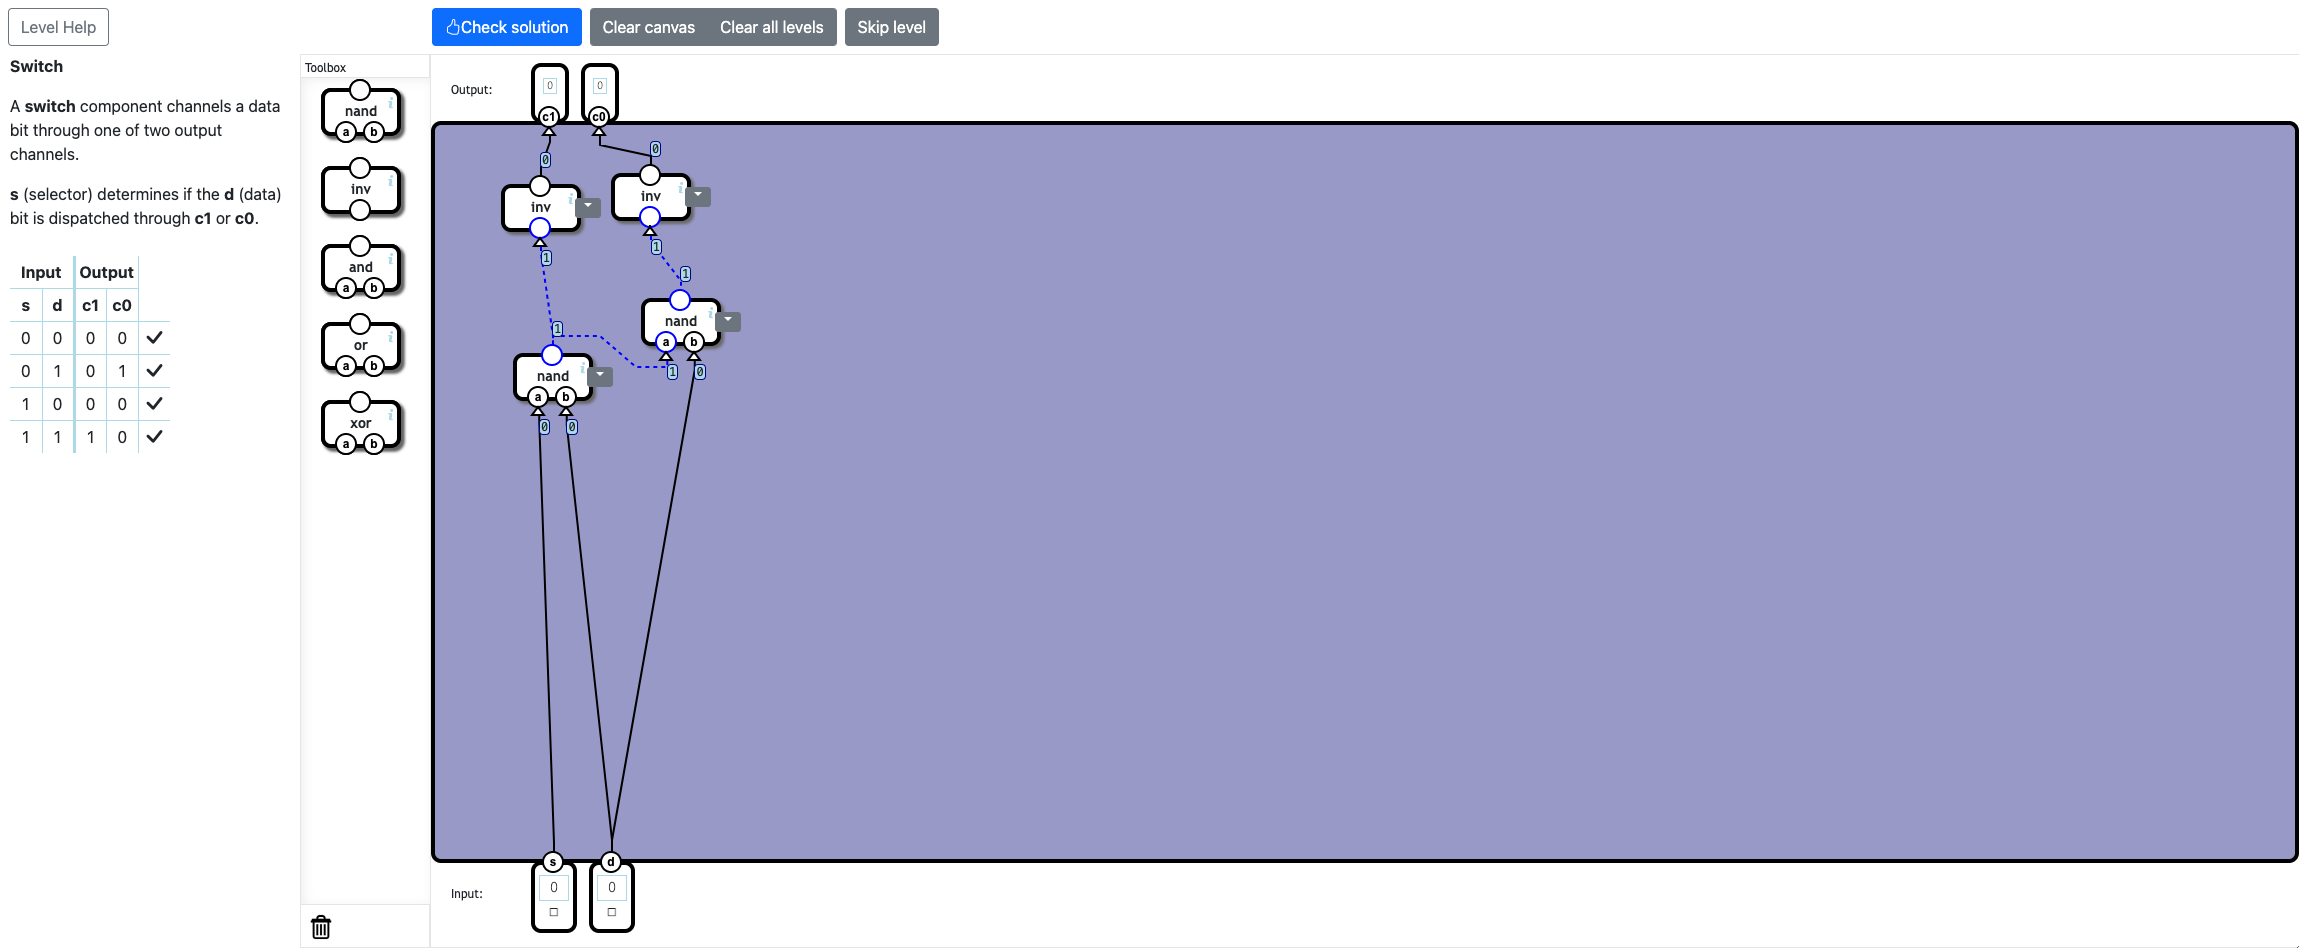 Level Help
Check solution
Clear canvas
Clear all levels
Skip level
Switch
A switch component channels a data
bit through one of two output
channels.
s (selector) determines if the d (data)
bit is dispatched through c1 or c0.
Input Output
s d c1 c0
0 0 0 0
0 1 0 1
1 0 0 0
1 1 1 0
Toolbox
i
nand
a b
i
inv
i
and
a b
i
or
a b
i
xor
a b
Output:
0 0
c1 c0
0 0
i
inv
i
inv
1 1
1
i
nand
a b
1
1 0
i
nand
a b
0 0
s d
Input:
0 0